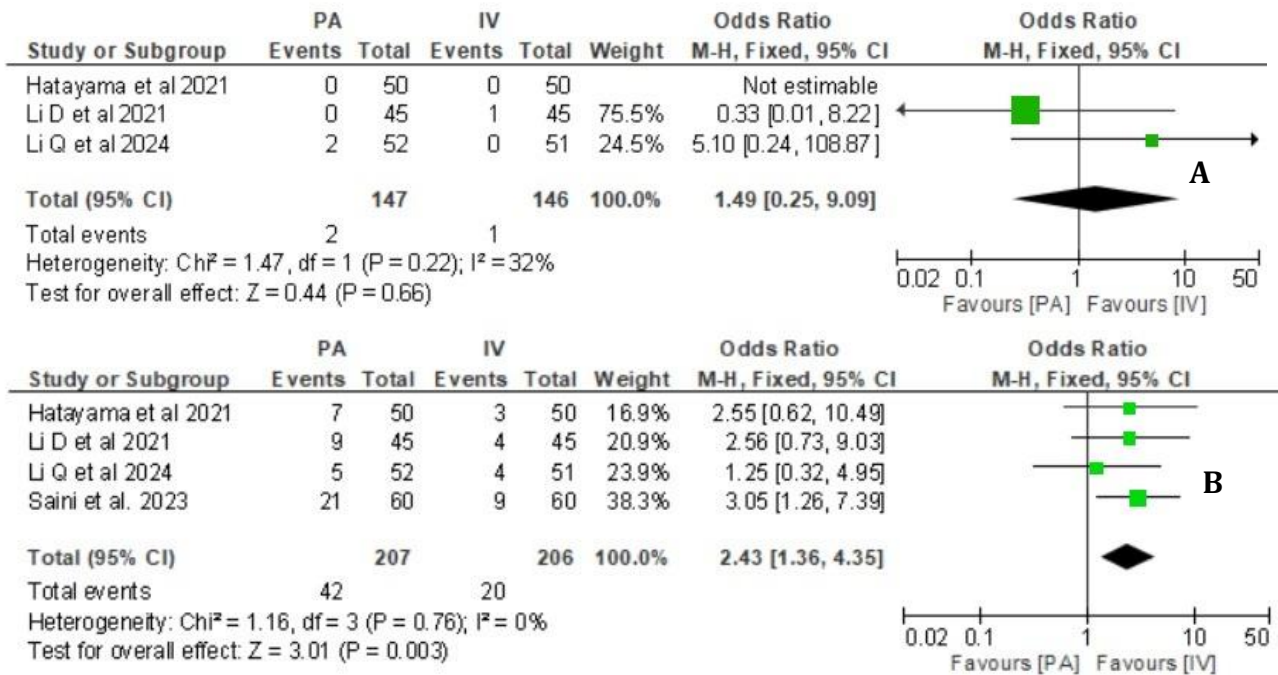 PA IV Odds Ratio Odds Ratio
Study or Subgroup Events Total Events Total Weight M-H, Fixed, 95% CI M-H, Fixed, 95% CI
Hatayama et al 2021 0 50 0 50 Not estimable
Li D et al 2021 0 45 1 45 75.5% 0.33 [0.01, 8.22]
Li Q et al 2024 2 52 0 51 24.5% 5.10 [0.24, 108.87]
A
Total (95% CI) 147 146 100.0% 1.49 [0.25, 9.09]
Total events 2 1
Heterogeneity: Chi² = 1.47, df = 1 (P = 0.22); I² = 32%
Test for overall effect: Z = 0.44 (P = 0.66)
0.02 0.1 1 10 50
Favours [PA] Favours [IV]
PA IV Odds Ratio Odds Ratio
Study or Subgroup Events Total Events Total Weight M-H, Fixed, 95% CI M-H, Fixed, 95% CI
Hatayama et al 2021 7 50 3 50 16.9% 2.55 [0.62, 10.49]
Li D et al 2021 9 45 4 45 20.9% 2.56 [0.73, 9.03]
Li Q et al 2024 5 52 4 51 23.9% 1.25 [0.32, 4.95]
Saini et al. 2023 21 60 9 60 38.3% 3.05 [1.26, 7.39]
B
Total (95% CI) 207 206 100.0% 2.43 [1.36, 4.35]
Total events 42 20
Heterogeneity: Chi² = 1.16, df = 3 (P = 0.76); I² = 0%
Test for overall effect: Z = 3.01 (P = 0.003)
0.02 0.1 1 10 50
Favours [PA] Favours [IV]